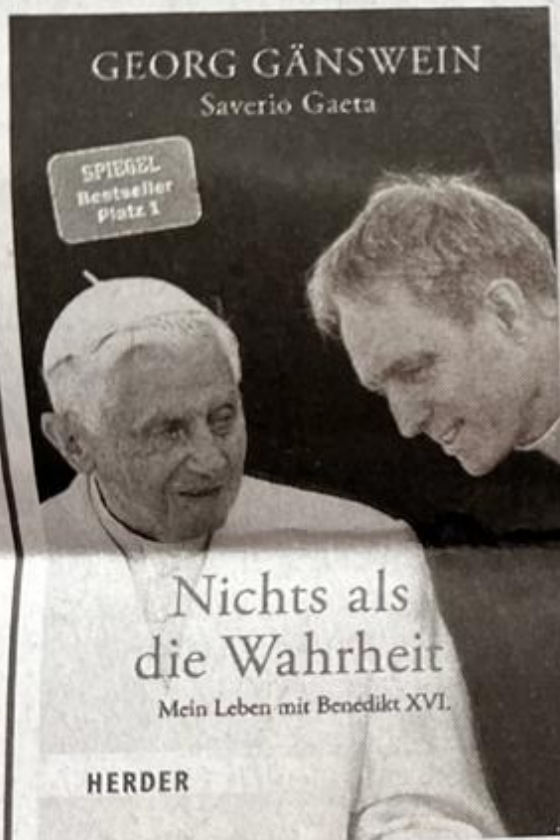 GEORG GÄNSWEIN
Saverio Gaeta
SPIEGEL
Bestseller
Platz 1
Nichts als
die Wahrheit
Mein Leben mit Benedikt XVI.
HERDER